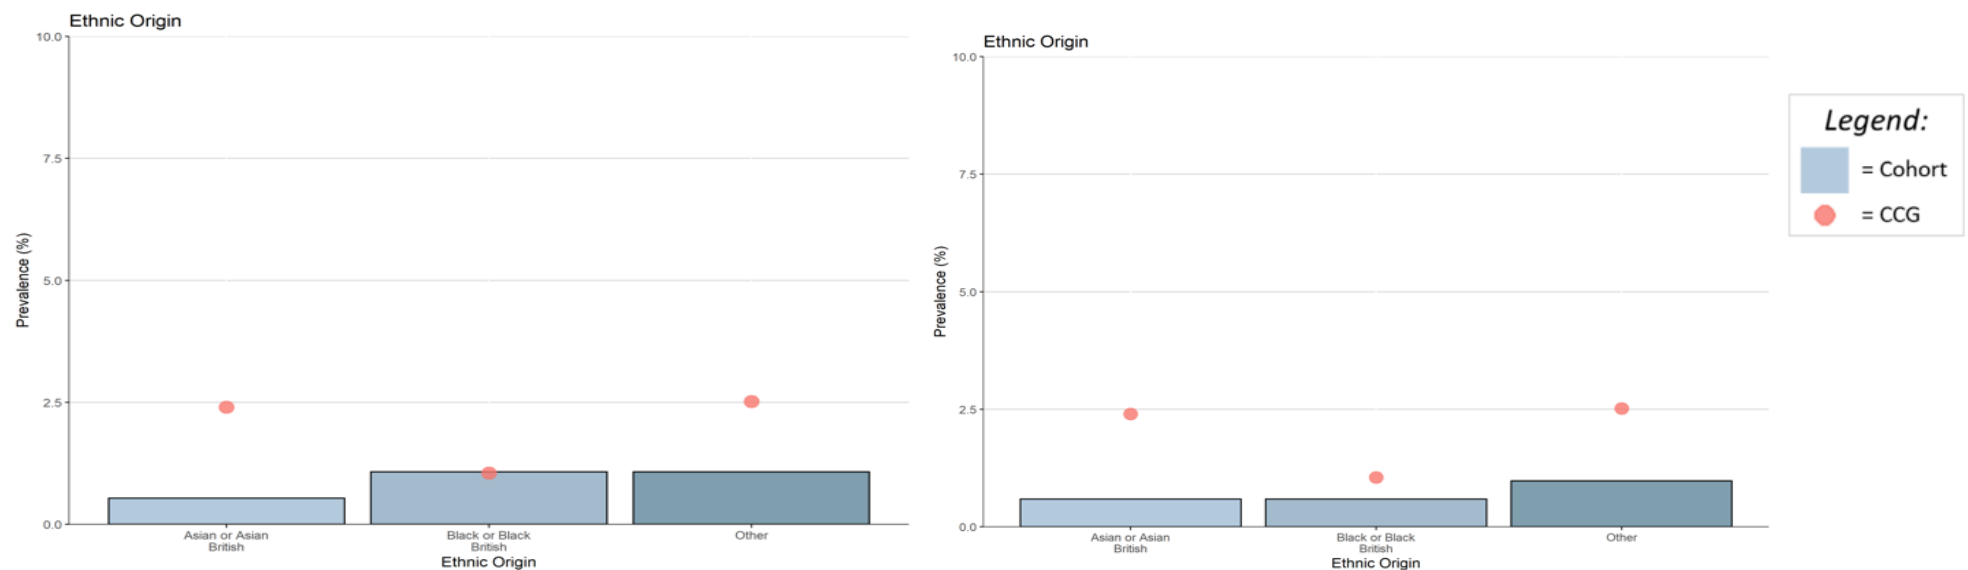 Ethnic Origin
10.0
7.5
5.0
2.5
0.0
Prevalence (%)
Asian or Asian
British
Black or Black
British
Other
Ethnic Origin
Ethnic Origin
10.0
7.5
5.0
2.5
0.0
Prevalence (%)
Asian or Asian
British
Black or Black
British
Other
Ethnic Origin
Legend:
= Cohort
= CCG